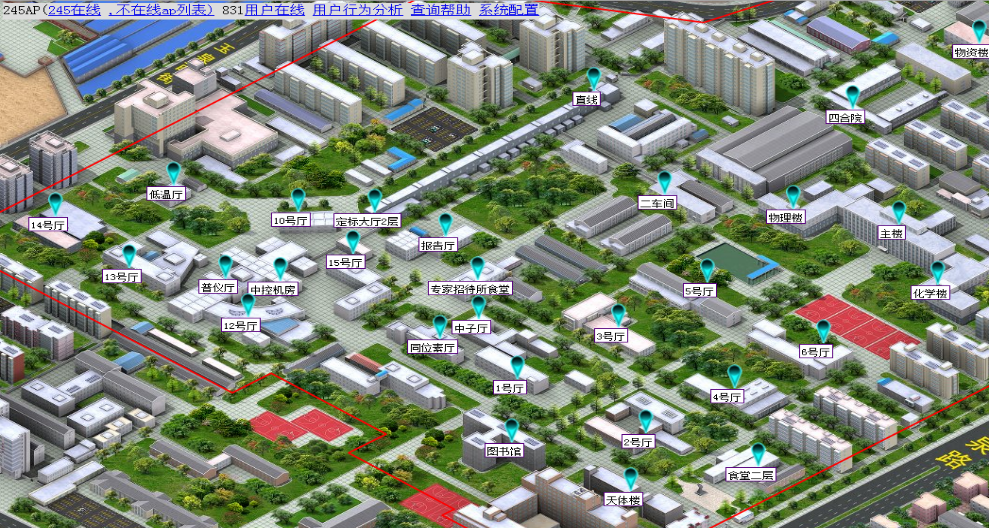 245AP(245在线 ,不在线ap列表) 831用户在线 用户行为分析 查询帮助 系统配置
物资楼
直线
四合院
低温厅
14号厅
10号厅
定标大厅2层
二车间
物理楼
主楼
报告厅
13号厅
15号厅
普仪厅
中控机房
专家招待所食堂
5号厅
化学楼
12号厅
中子厅
同位素厅
3号厅
6号厅
1号厅
4号厅
图书馆
2号厅
食堂二层
天体楼
玉泉路
泉路